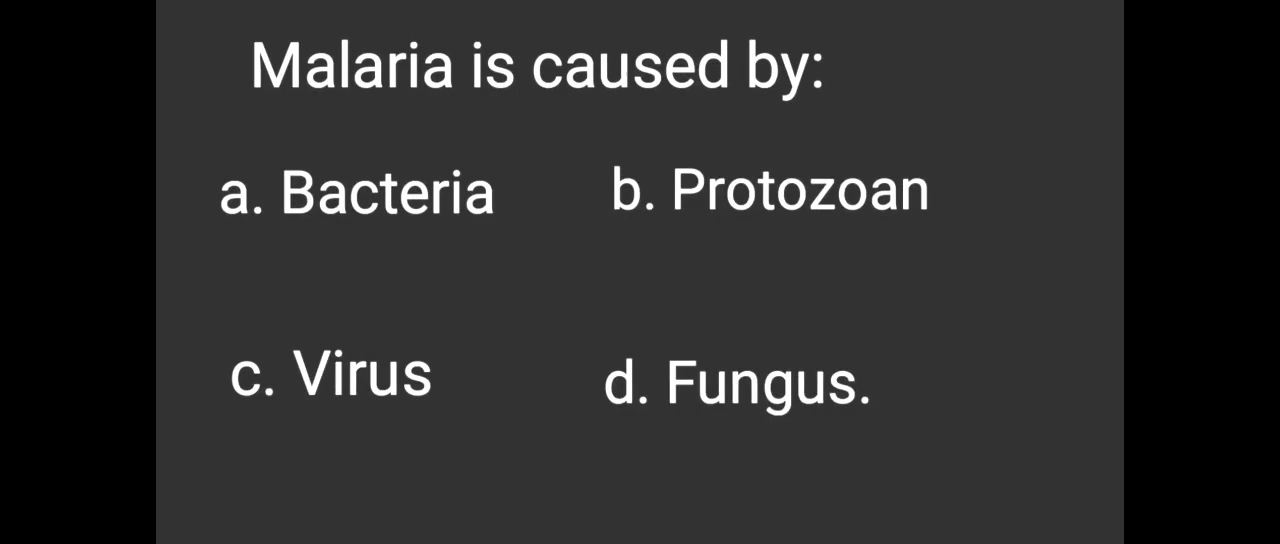 Malaria is caused by:
a. Bacteria b. Protozoan
c. Virus d. Fungus.